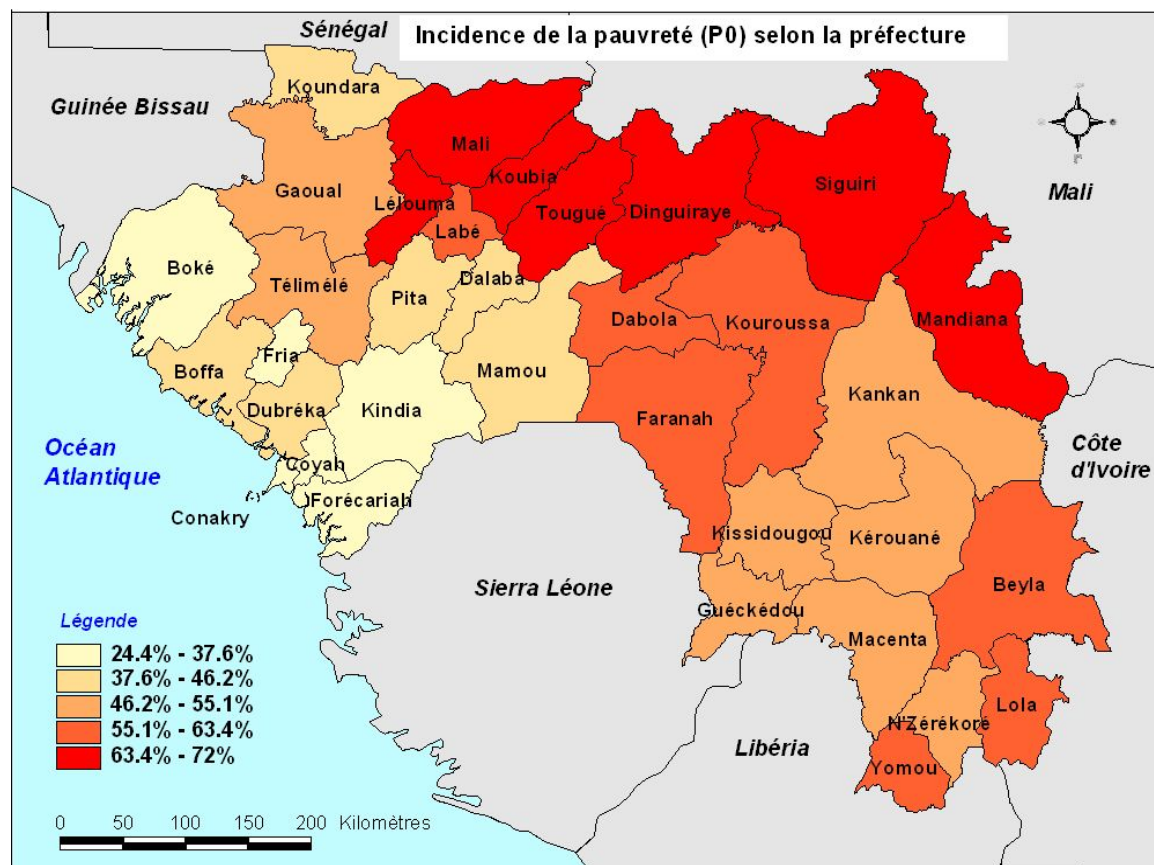 Sénégal
Incidence de la pauvreté (P0) selon la préfecture
Koundara
Guinée Bissau
Mali
Koubia
Siguiri
Gaoual
Lélouma
Tougué
Dinguiraye
Mali
Labé
Boké
Dalaba
Télimélé
Pita
Dabola
Kouroussa
Mandiana
Fria
Boffa
Mamou
Kankan
Dubréka
Kindia
Faranah
Océan
Atlantique
Côte
d'Ivoire
Coyah
Forécariah
Conakry
Kissidougou
Kérouané
Sierra Léone
Beyla
Guéckédou
Macenta
Légende
24.4% - 37.6%
37.6% - 46.2%
46.2% - 55.1%
55.1% - 63.4%
63.4% - 72%
Lola
N'Zérékoré
Libéria
Yomou
0 50 100 150 200 Kilomètres